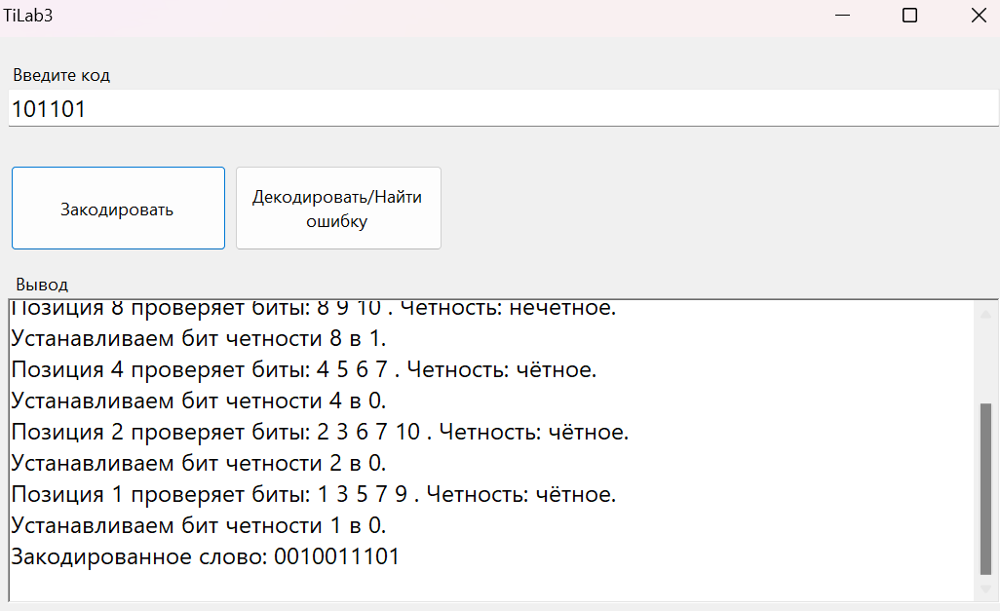 TiLab3
Введите код
101101
Закодировать
Декодировать/Найти
ошибку
Вывод
Позиция 8 проверяет биты: 8 9 10 . Четность: нечетное.
Устанавливаем бит четности 8 в 1.
Позиция 4 проверяет биты: 4 5 6 7 . Четность: чётное.
Устанавливаем бит четности 4 в 0.
Позиция 2 проверяет биты: 2 3 6 7 10 . Четность: чётное.
Устанавливаем бит четности 2 в 0.
Позиция 1 проверяет биты: 1 3 5 7 9 . Четность: чётное.
Устанавливаем бит четности 1 в 0.
Закодированное слово: 0010011101